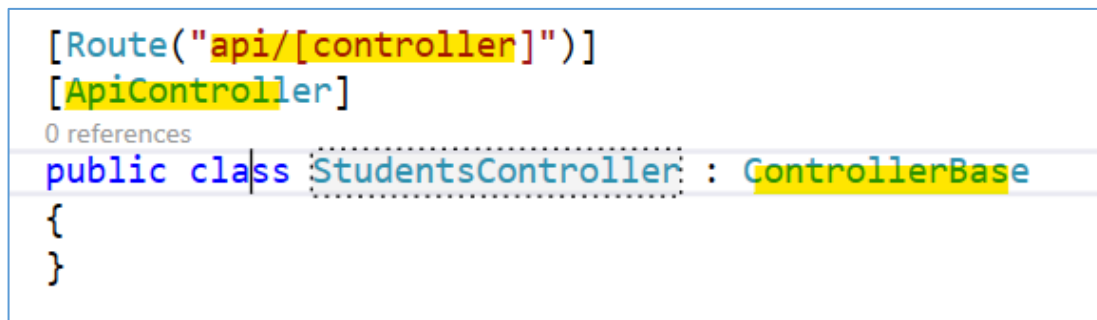 [Route("api/[controller]")]
[ApiController]
0 references
public class StudentsController : ControllerBase
{
}